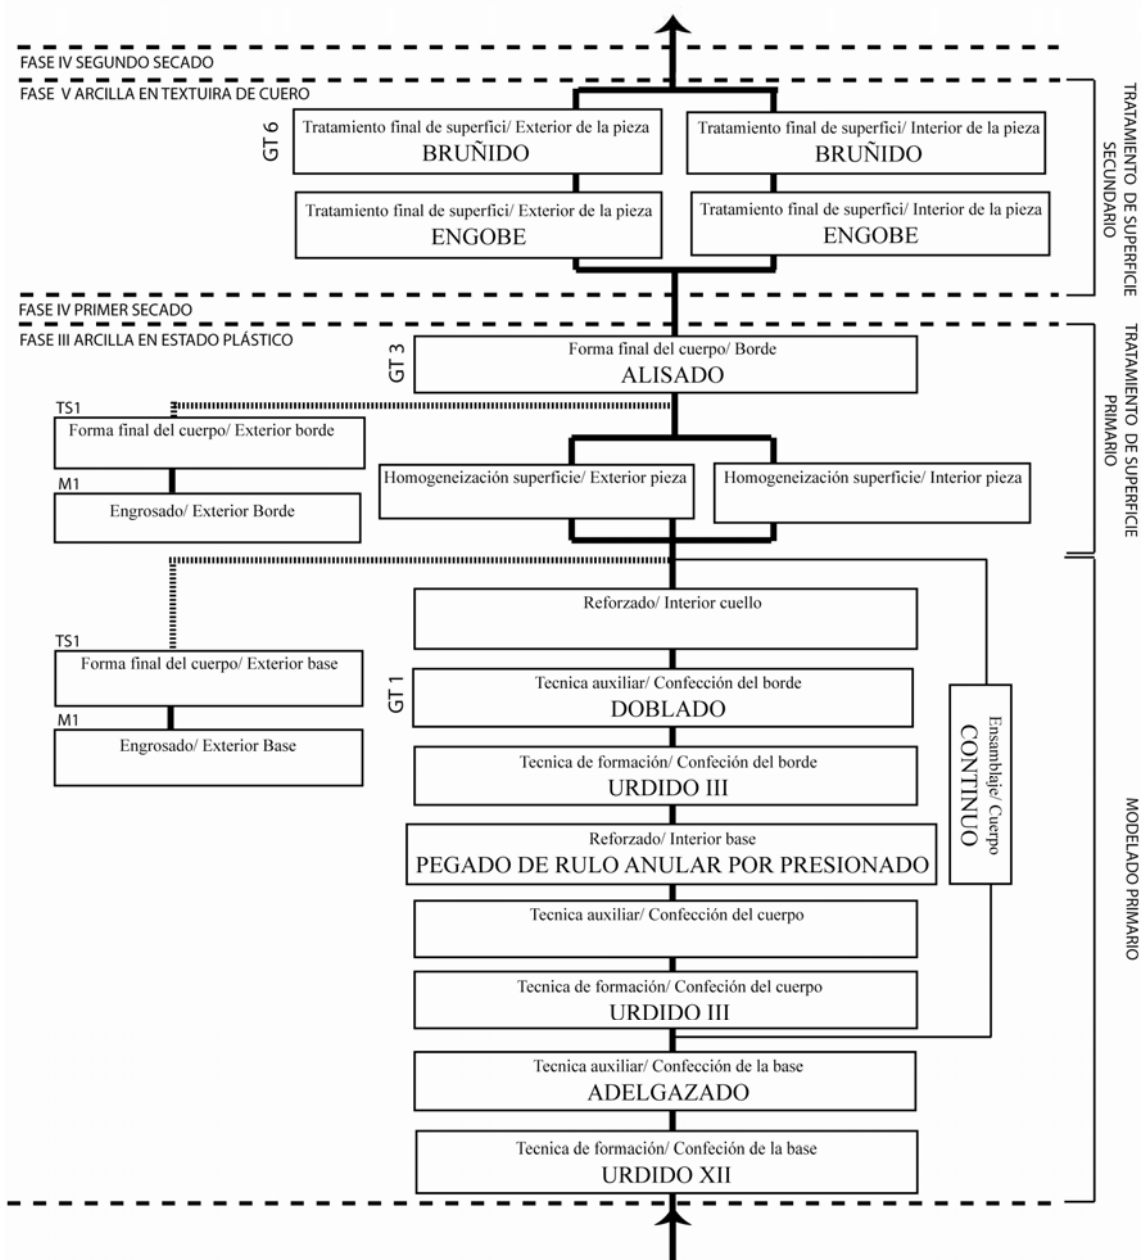 FASE IV SEGUNDO SECADO
FASE V ARCILLA EN TEXTUIRA DE CUERO
TRATAMIENTO DE SUPERFICIE
SECUNDARIO
GT 6
Tratamiento final de superfici/ Exterior de la pieza
BRUÑIDO
Tratamiento final de superfici/ Interior de la pieza
BRUÑIDO
Tratamiento final de superfici/ Exterior de la pieza
ENGOBE
Tratamiento final de superfici/ Interior de la pieza
ENGOBE
FASE IV PRIMER SECADO
FASE III ARCILLA EN ESTADO PLÁSTICO
TRATAMIENTO DE SUPERFICIE
PRIMARIO
GT 3
Forma final del cuerpo/ Borde
ALISADO
TS1
Forma final del cuerpo/ Exterior borde
M1
Engrosado/ Exterior Borde
Homogeneización superficie/ Exterior pieza
Homogeneización superficie/ Interior pieza
Reforzado/ Interior cuello
TS1
Forma final del cuerpo/ Exterior base
M1
Engrosado/ Exterior Base
GT 1
Tecnica auxiliar/ Confección del borde
DOBLADO
Tecnica de formación/ Confeción del borde
URDIDO III
Reforzado/ Interior base
PEGADO DE RULO ANULAR POR PRESIONADO
Ensamblaje/ Cuerpo
CONTINUO
MODELADO PRIMARIO
Tecnica auxiliar/ Confección del cuerpo
Tecnica de formación/ Confeción del cuerpo
URDIDO III
Tecnica auxiliar/ Confección de la base
ADELGAZADO
Tecnica de formación/ Confeción de la base
URDIDO XII